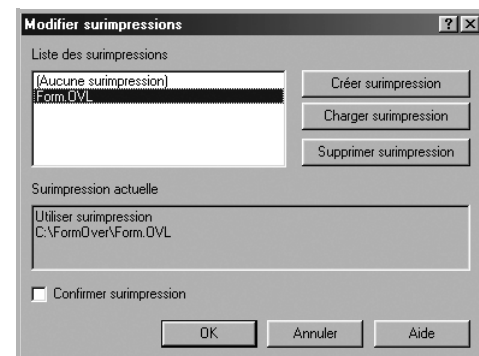 Modifier surimpressions
Liste des surimpressions
(Aucune surimpression)
Form.OVL
Créer surimpression
Charger surimpression
Supprimer surimpression
Surimpression actuelle
Utiliser surimpression
C:\FormOver\Form.OVL
Confirmer surimpression
OK
Annuler
Aide